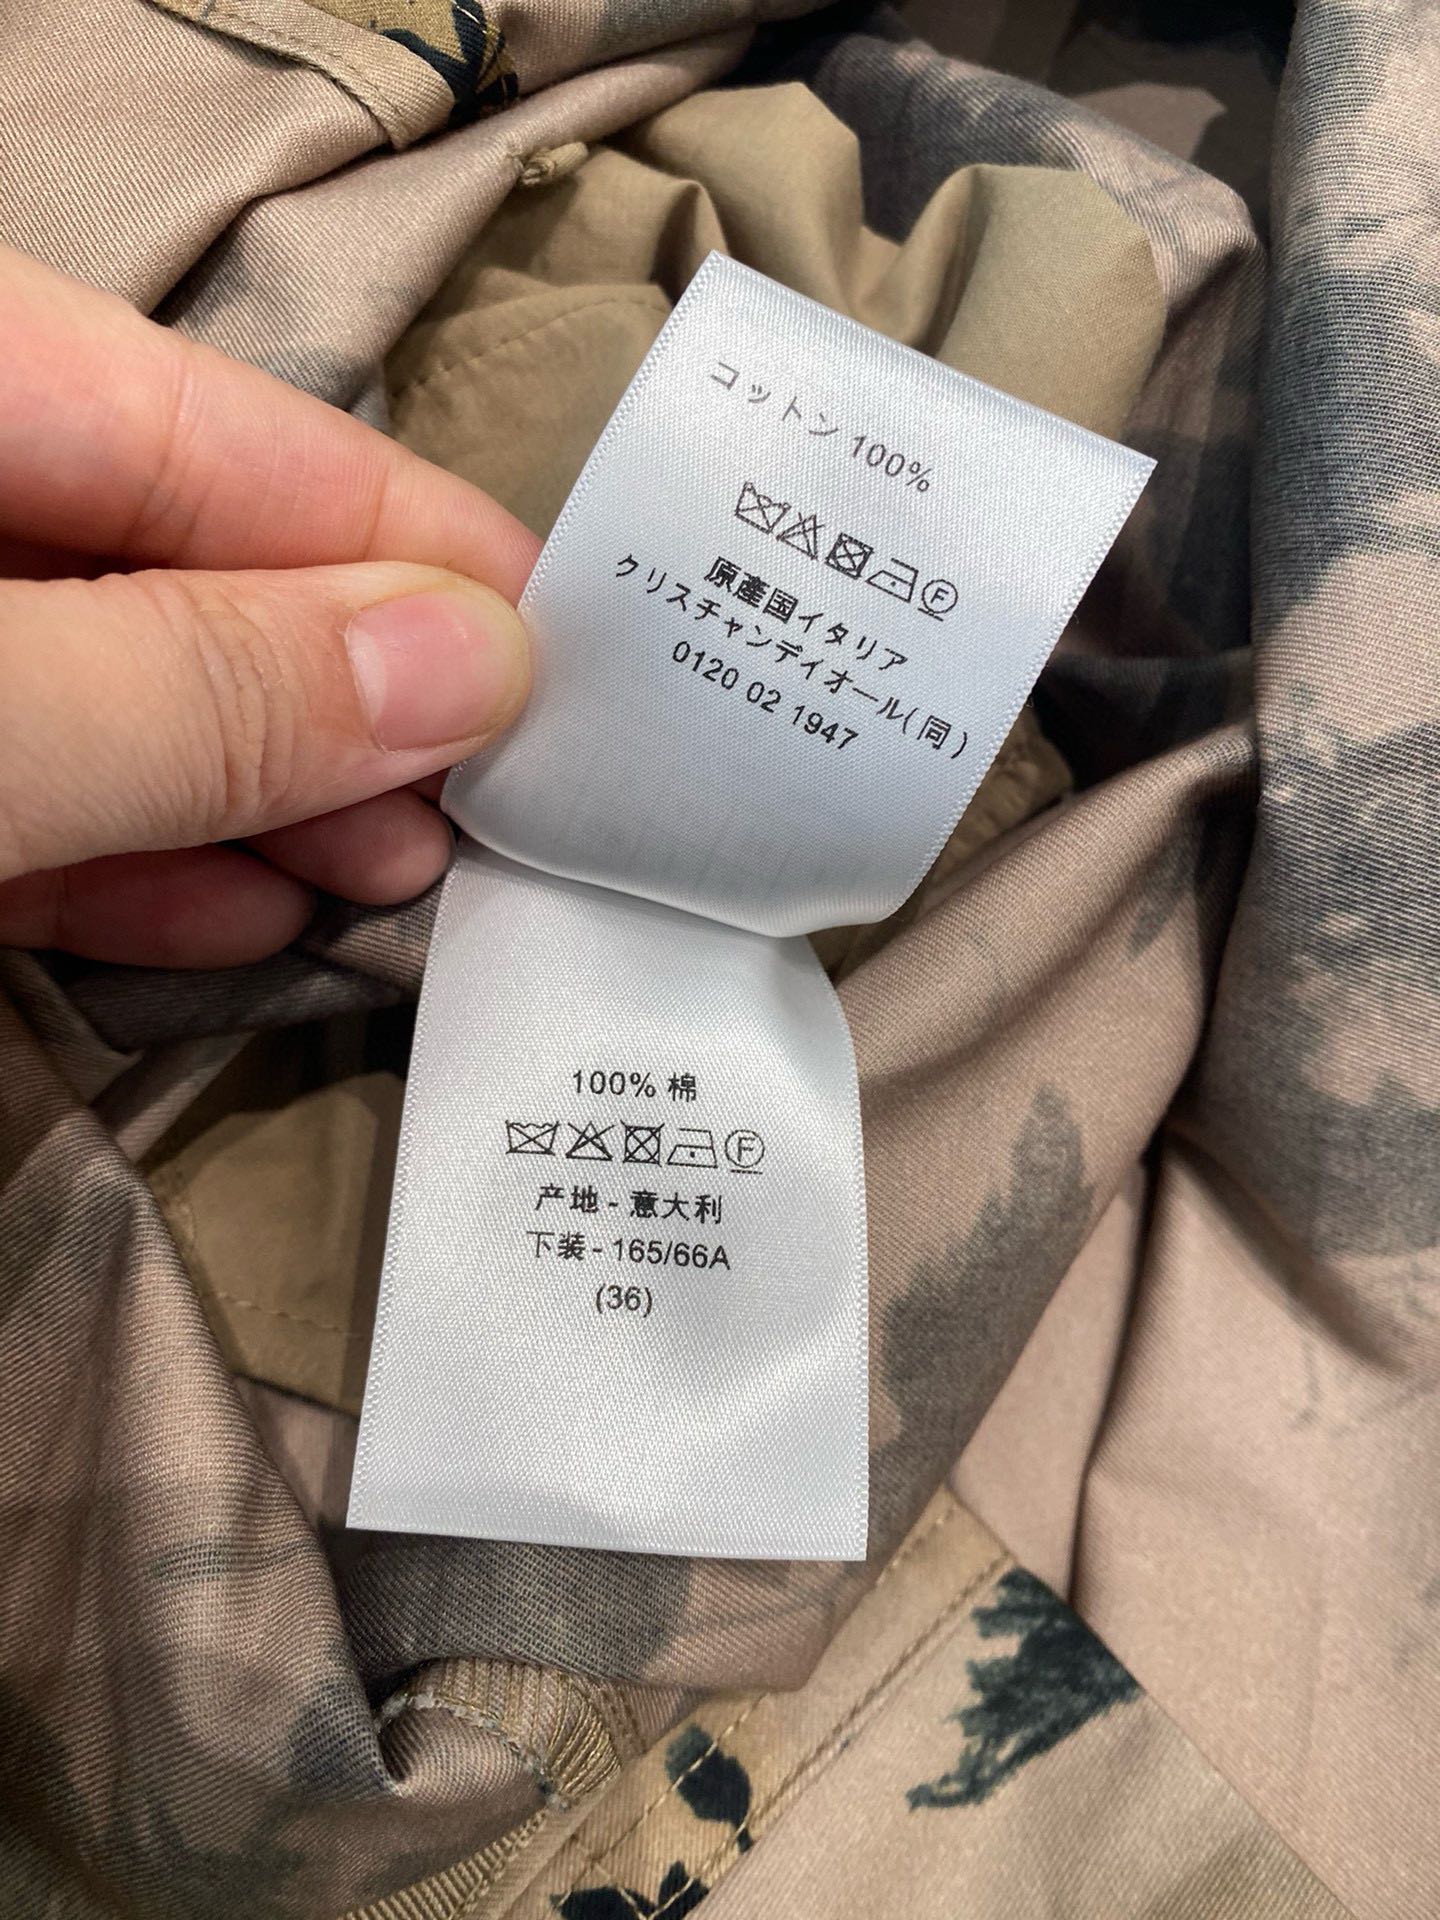 コットン 100%
F
原産国イタリア
クリスチャンディオール(同)
0120 02 1947
100% 棉
F
产地 - 意大利
下装 - 165/66A
(36)